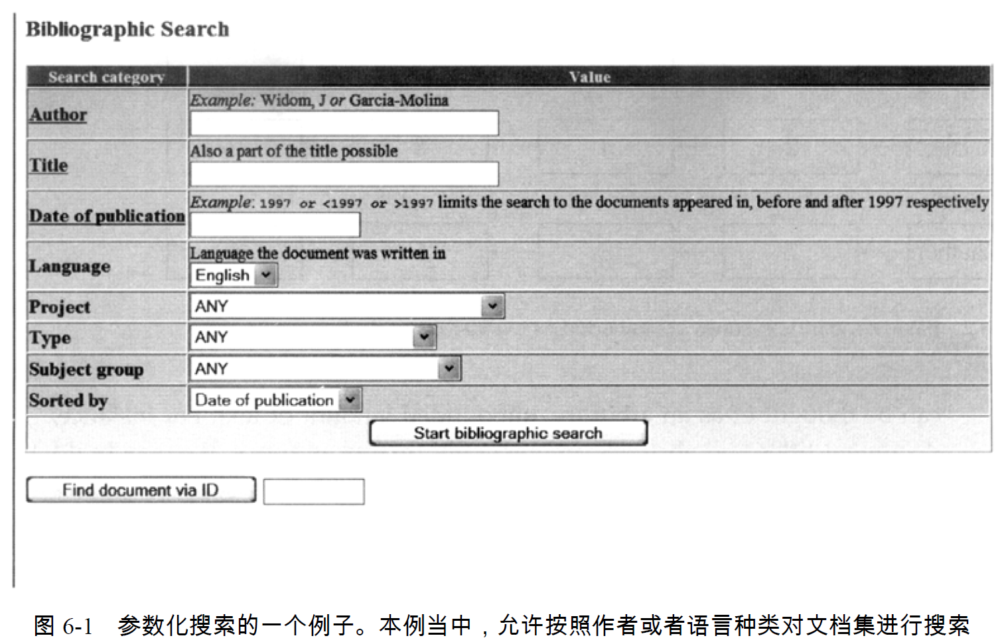 Bibliographic Search
Search category Value
Author Example: Widom, J or Garcia-Molina
Title Also a part of the title possible
Date of publication Example: 1997 or <1997 or >1997 limits the search to the documents appeared in, before and after 1997 respectively
Language Language the document was written in
English
Project ANY
Type ANY
Subject group ANY
Sorted by Date of publication
Start bibliographic search
Find document via ID
图 6-1 参数化搜索的一个例子。本例当中，允许按照作者或者语言种类对文档集进行搜索